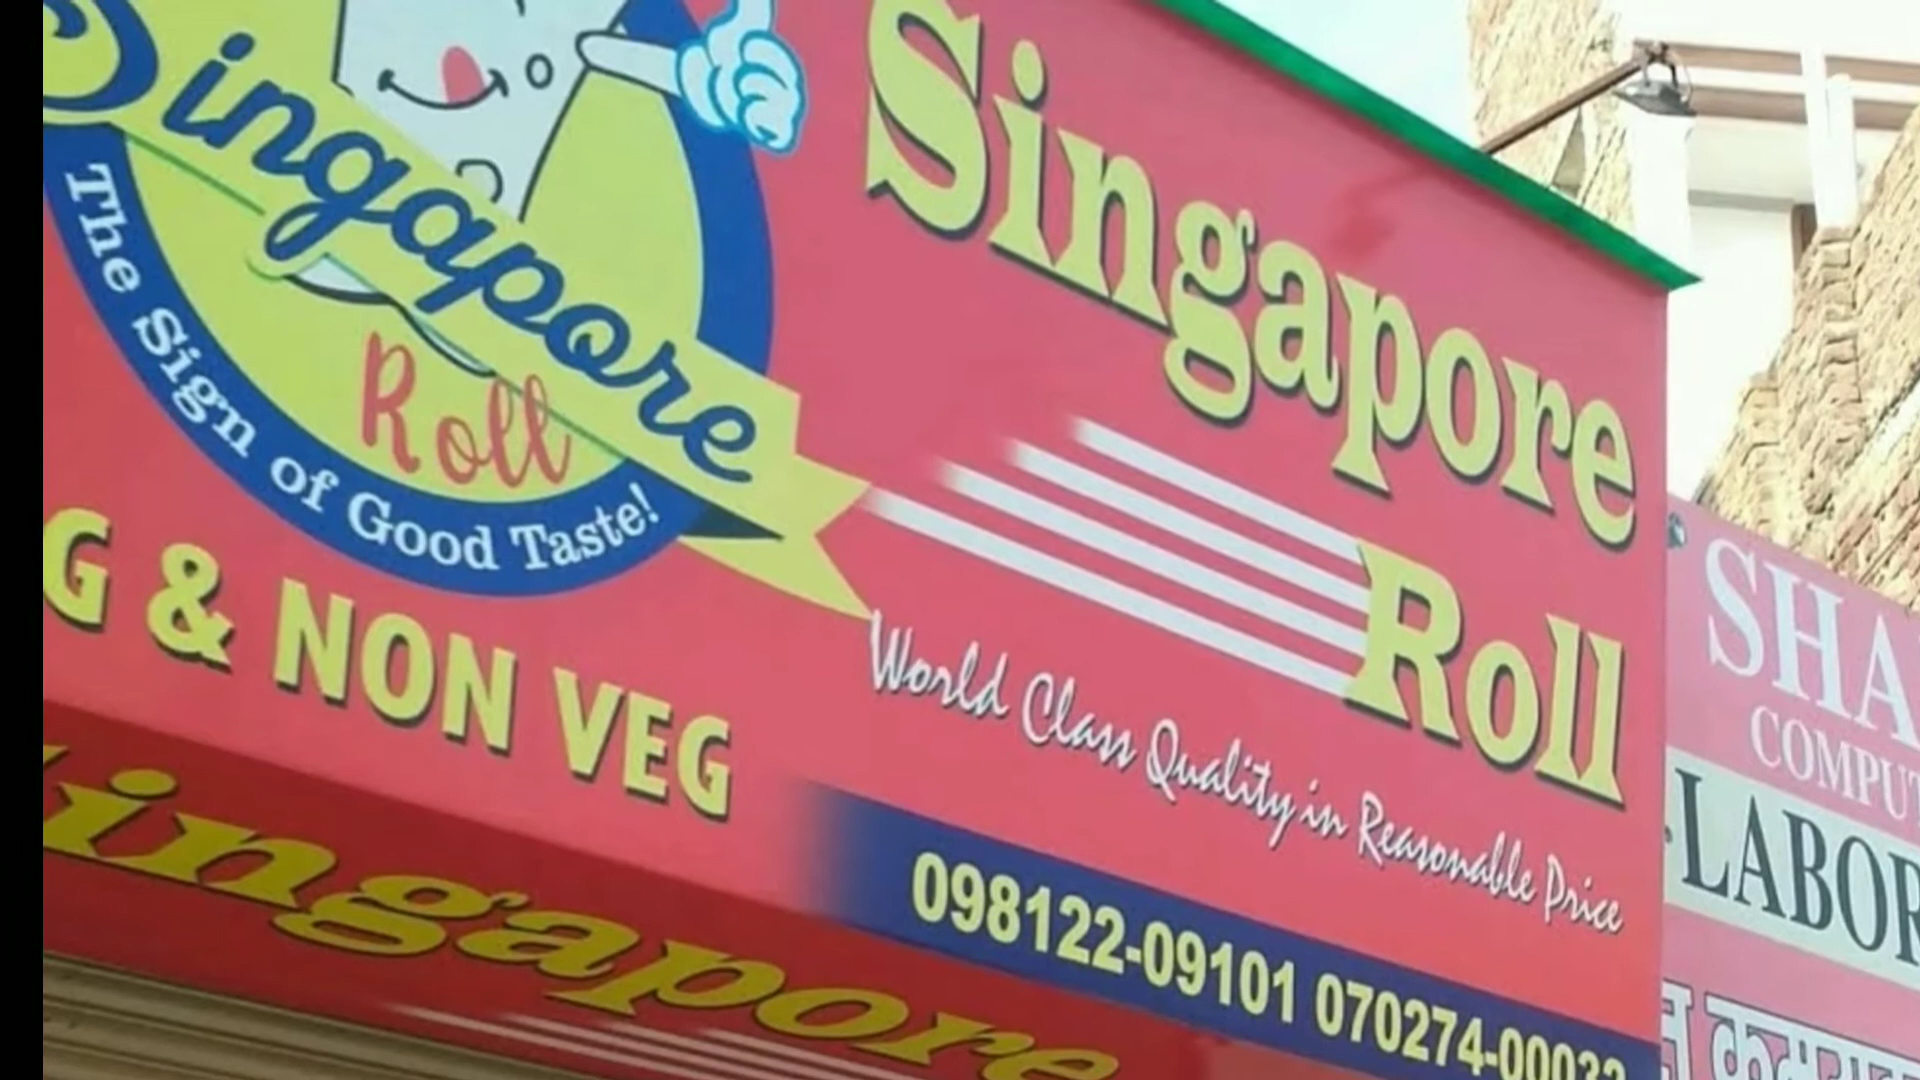 Singapore
Roll
The Sign of Good Taste!
G & NON VEG
Singapore
Roll
World Class Quality in Reasonable Price
098122-09101 070274-00032
Singapore
SHA
COMPUT
LABOR